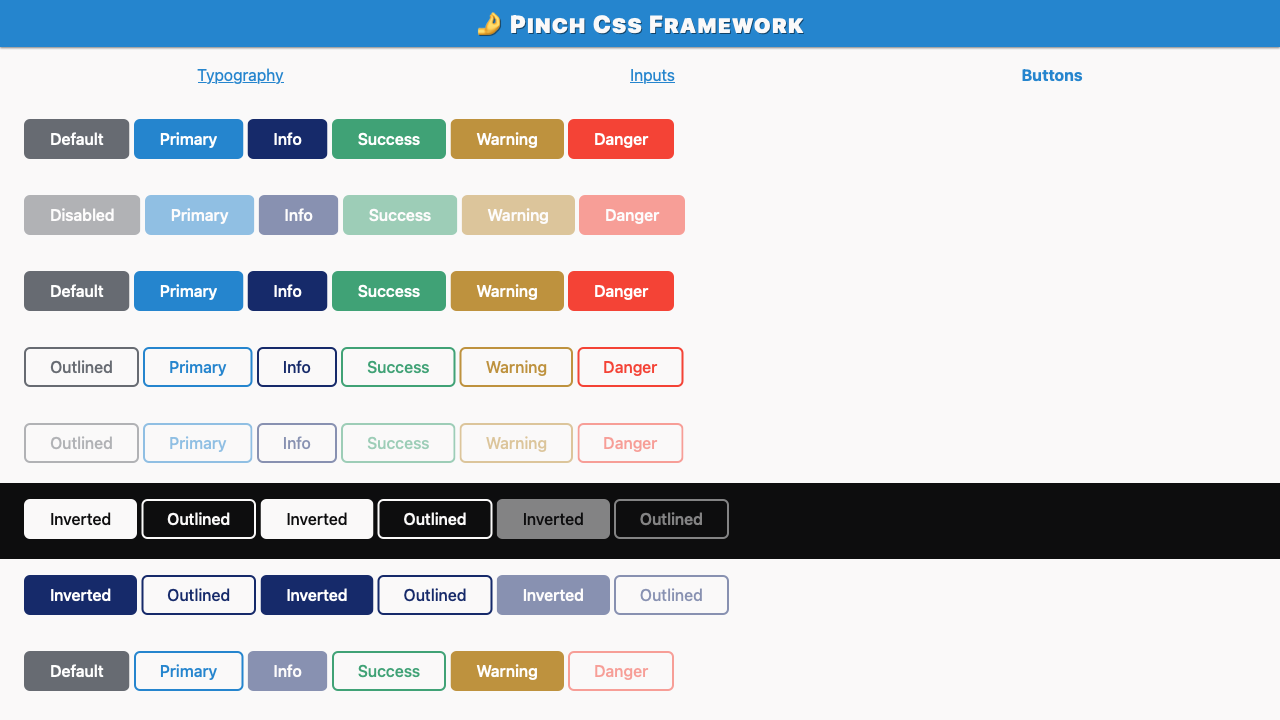 🤌 Pinch Css Framework
Typography Inputs Buttons
Default Primary Info Success Warning Danger
Disabled Primary Info Success Warning Danger
Default Primary Info Success Warning Danger
Outlined Primary Info Success Warning Danger
Outlined Primary Info Success Warning Danger
Inverted Outlined Inverted Outlined Inverted Outlined
Inverted Outlined Inverted Outlined Inverted Outlined
Default Primary Info Success Warning Danger